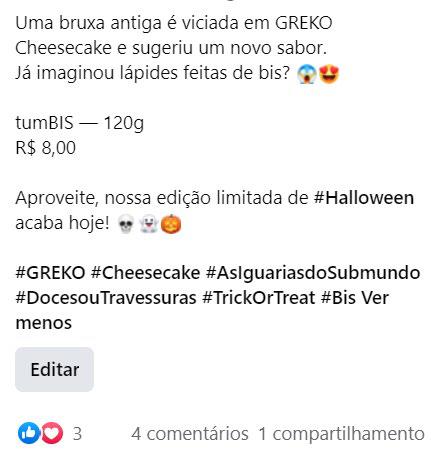 Uma bruxa antiga é viciada em GREKO
Cheesecake e sugeriu um novo sabor.
Já imaginou lápides feitas de bis? 😱😍
tumBIS — 120g
R$ 8,00
Aproveite, nossa edição limitada de #Halloween
acaba hoje! 💀👻🎃
#GREKO #Cheesecake #AsIguariasdoSubmundo
#DocesouTravessuras #TrickOrTreat #Bis Ver
menos
Editar
3 4 comentários 1 compartilhamento